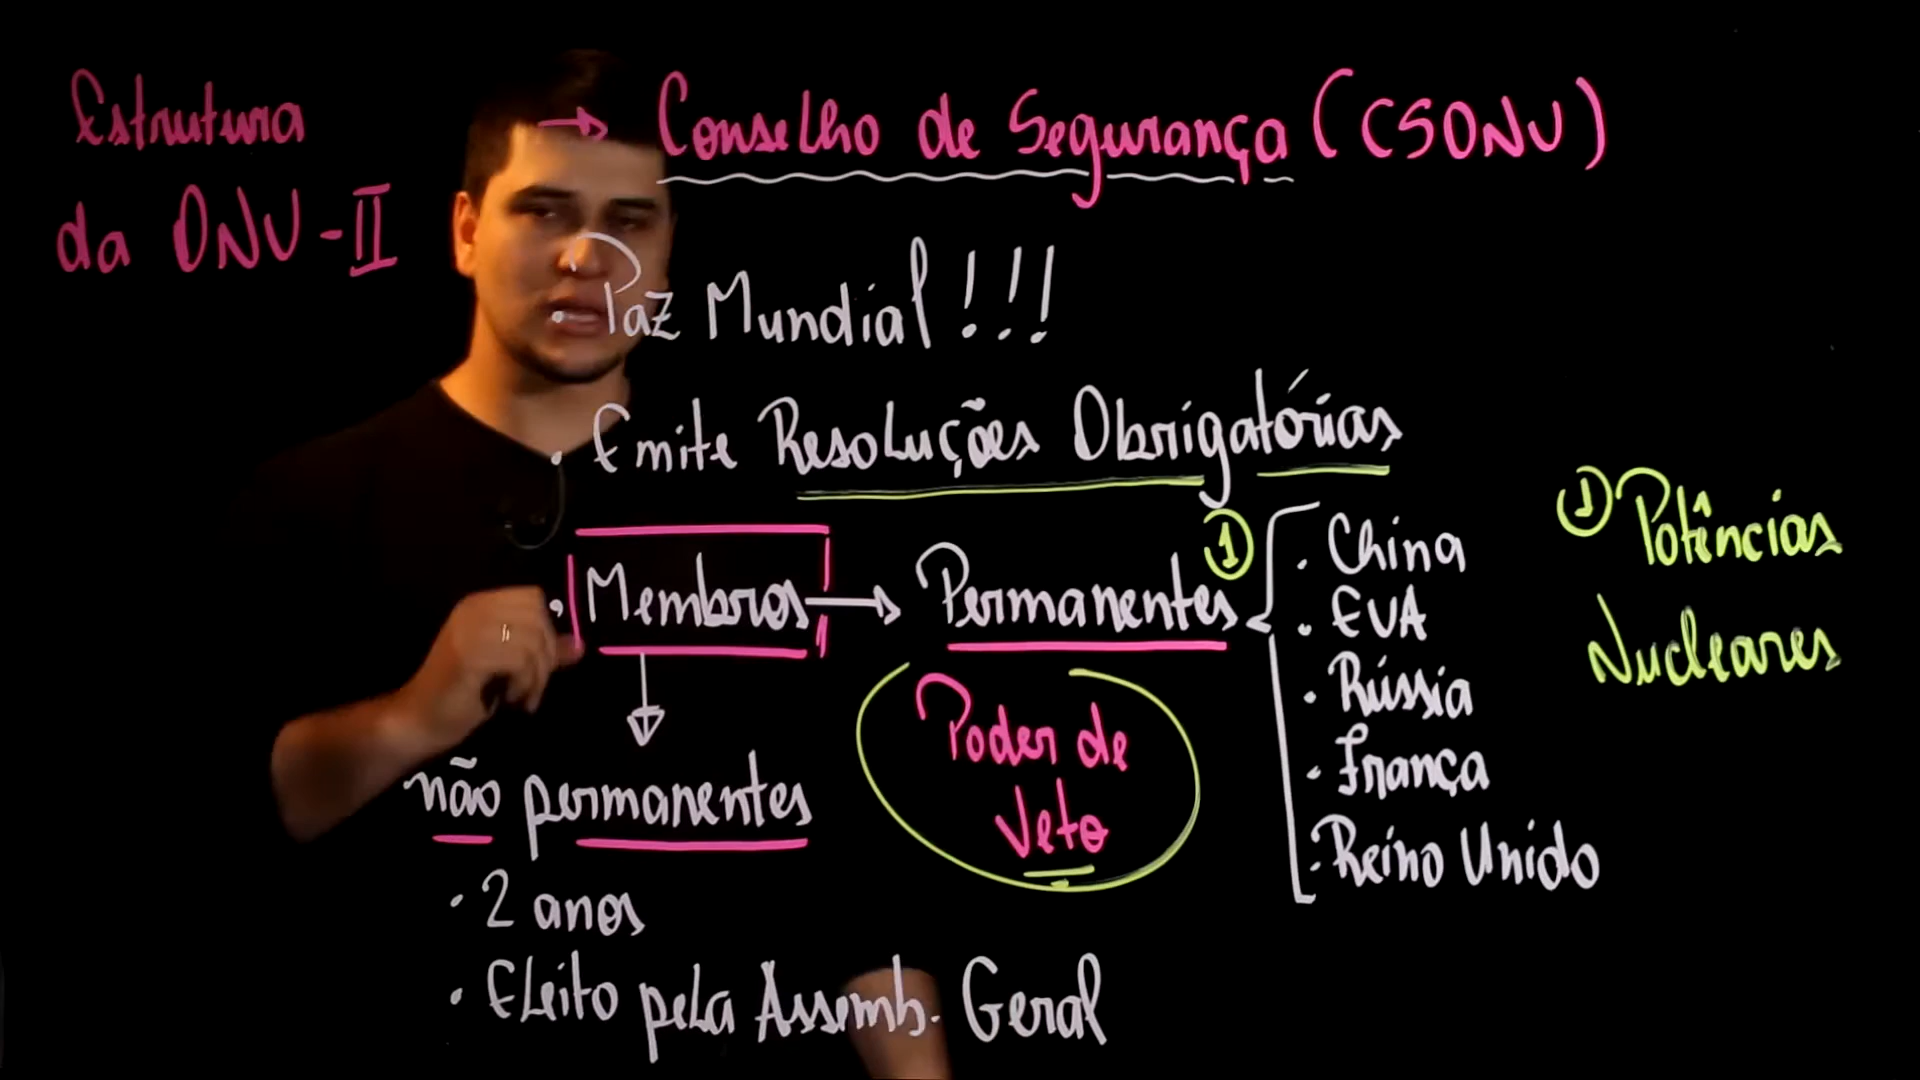 Estrutura
da ONU - II
→ Conselho de Segurança (CSONU)
• Paz Mundial!!!
• Emite Resoluções Obrigatórias
• Membros → Permanentes ①
• China
• EUA
• Rússia
• França
• Reino Unido
① Potências
Nucleares
Poder de
Veto
não permanentes
• 2 anos
• Eleito pela Assemb. Geral